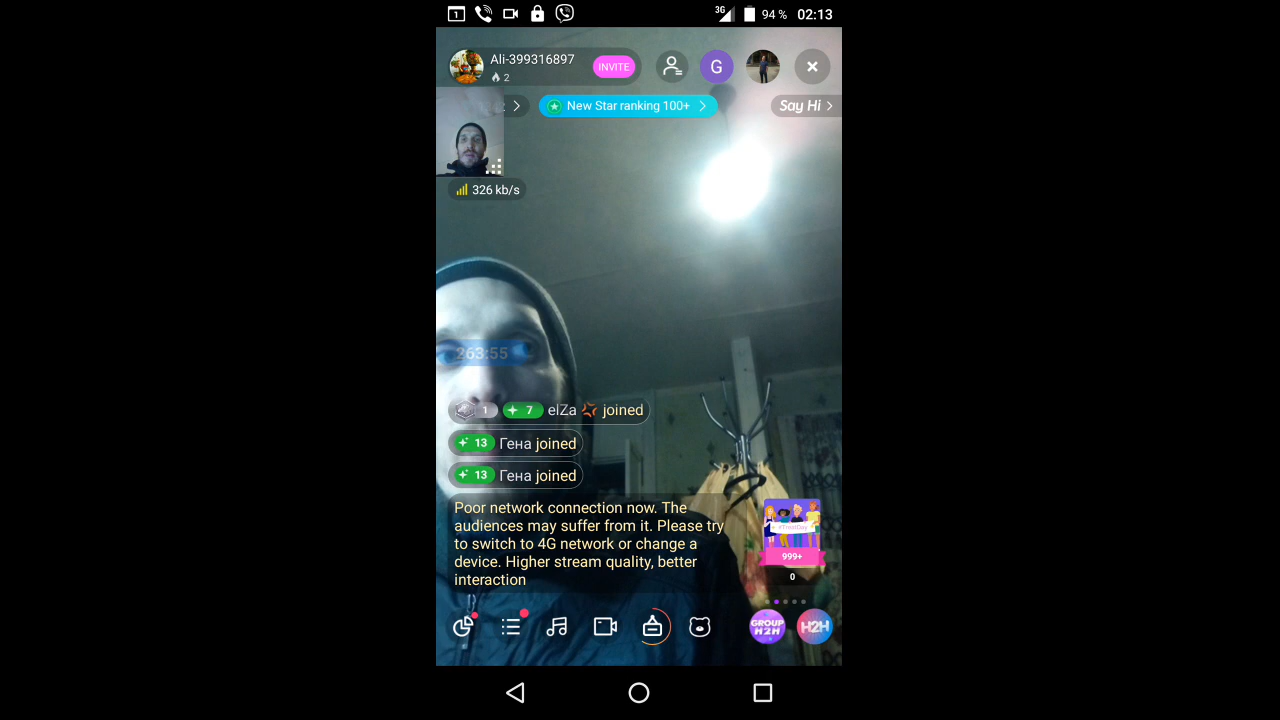 1
3G
94 %
02:13
Ali-399316897
2
INVITE
G
New Star ranking 100+
Say Hi
326 kb/s
263:55
1 7 elZa joined
13 Гена joined
13 Гена joined
Poor network connection now. The
audiences may suffer from it. Please try
to switch to 4G network or change a
device. Higher stream quality, better
interaction
999+
0
GROUP
H2H
H2H